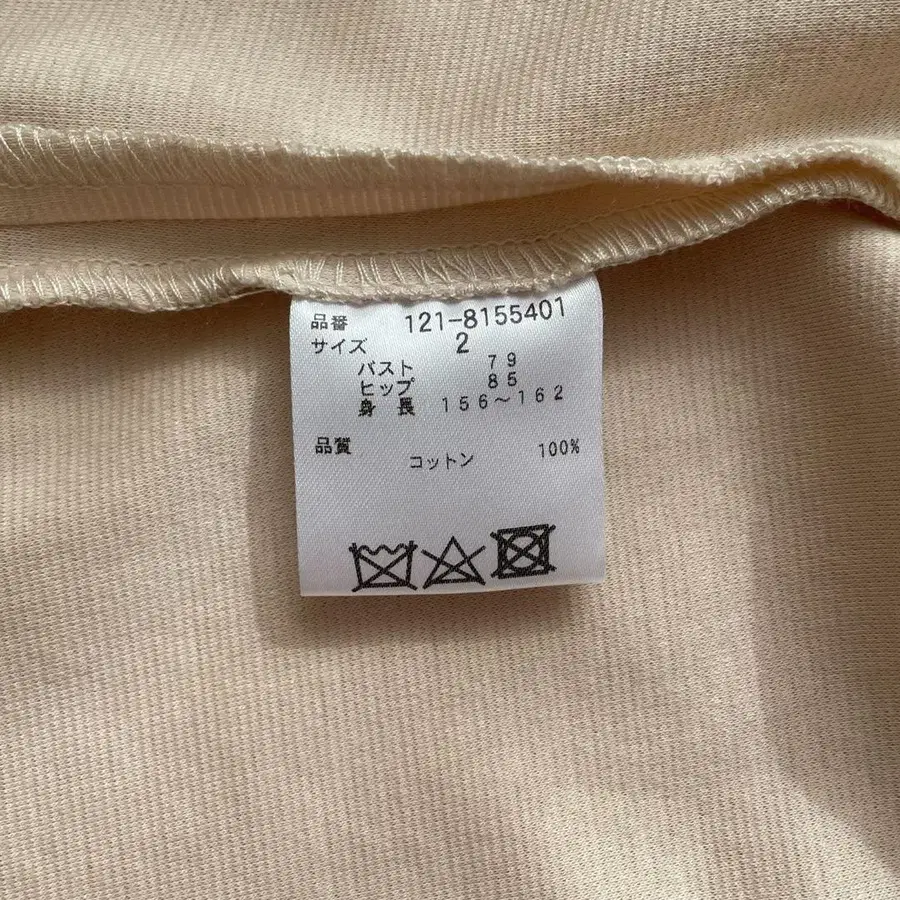 品番 121-8155401
サイズ 2
バスト 79
ヒップ 85
身長 156〜162
品質 コットン 100%